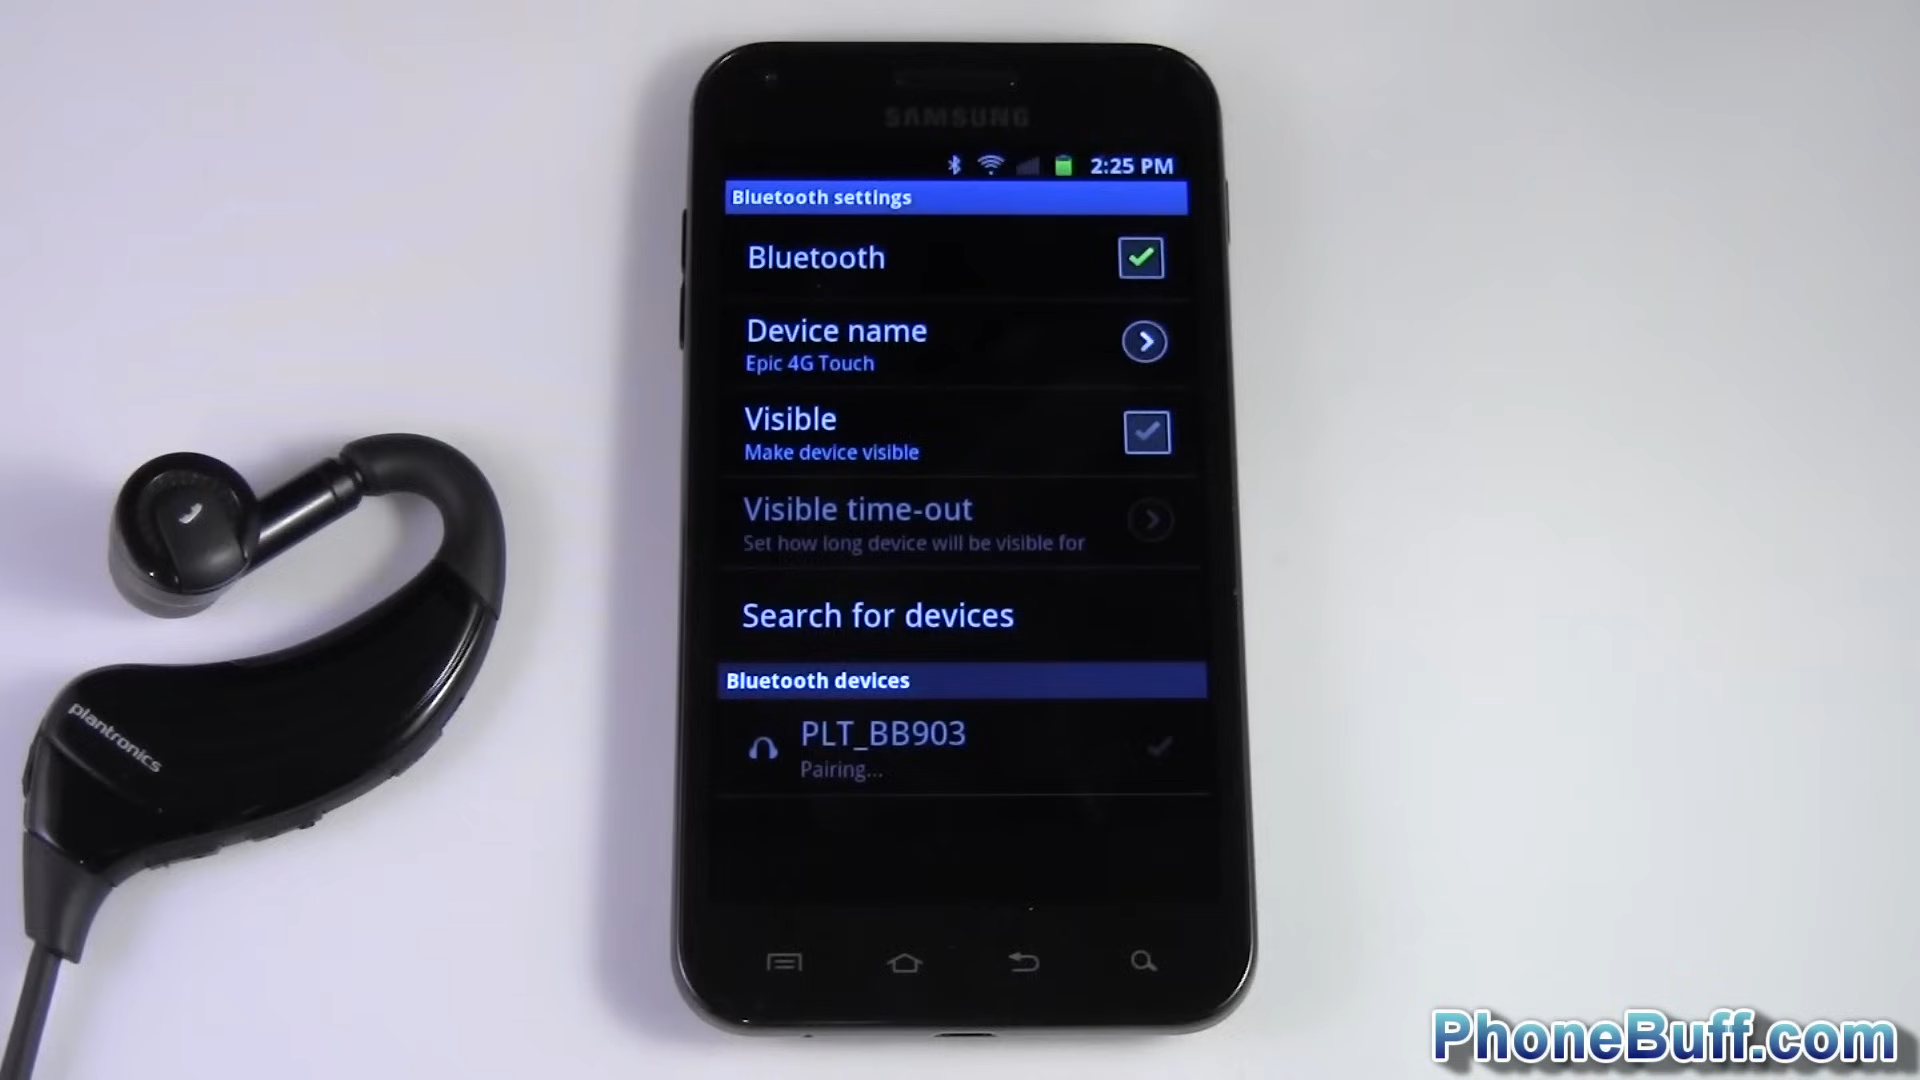 SAMSUNG
2:25 PM
Bluetooth settings
Bluetooth
Device name
Epic 4G Touch
Visible
Make device visible
Visible time-out
Set how long device will be visible for
Search for devices
Bluetooth devices
PLT_BB903
Pairing...
plantronics
PhoneBuff.com